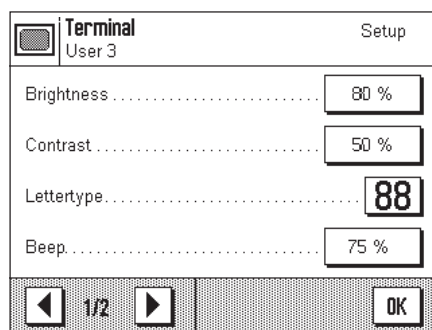 Terminal Setup
User 3
Brightness........................... 80 %
Contrast............................. 50 %
Lettertype................................ 88
Beep................................. 75 %
1/2 OK